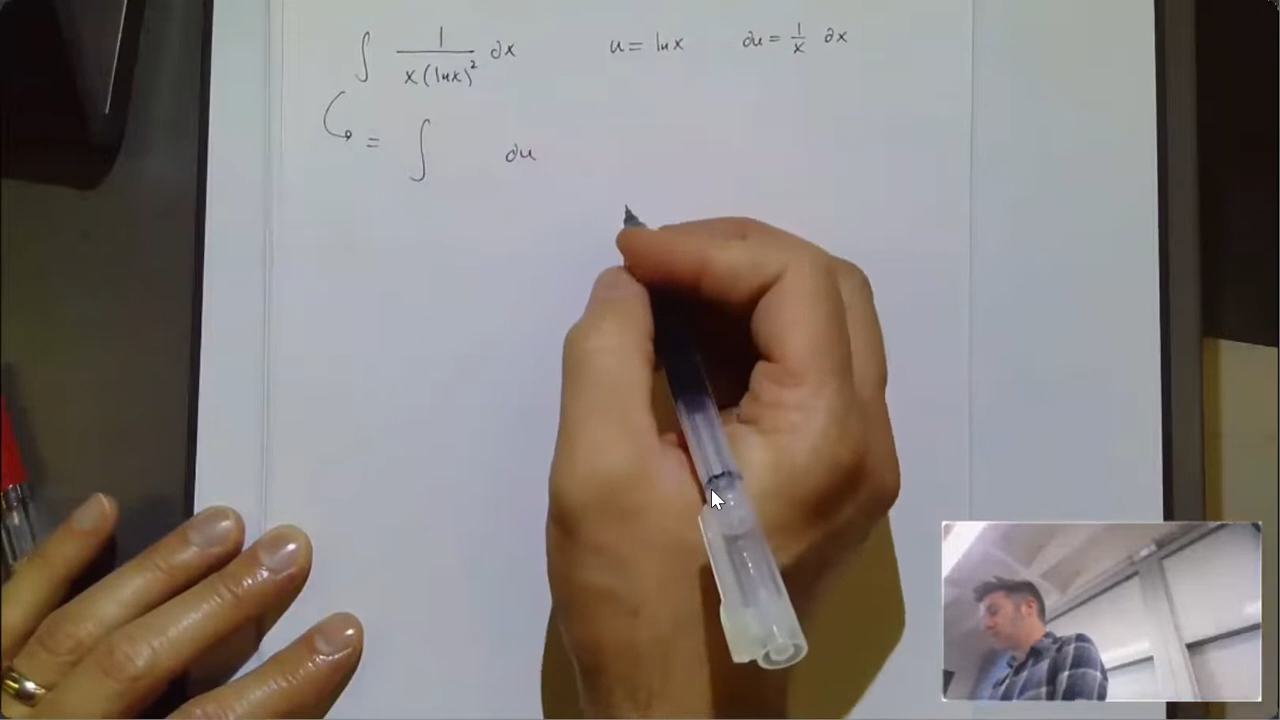 ∫ 1/(x(lnx)²) ∂x u = lnx ∂u = 1/x ∂x
= ∫ ∂u